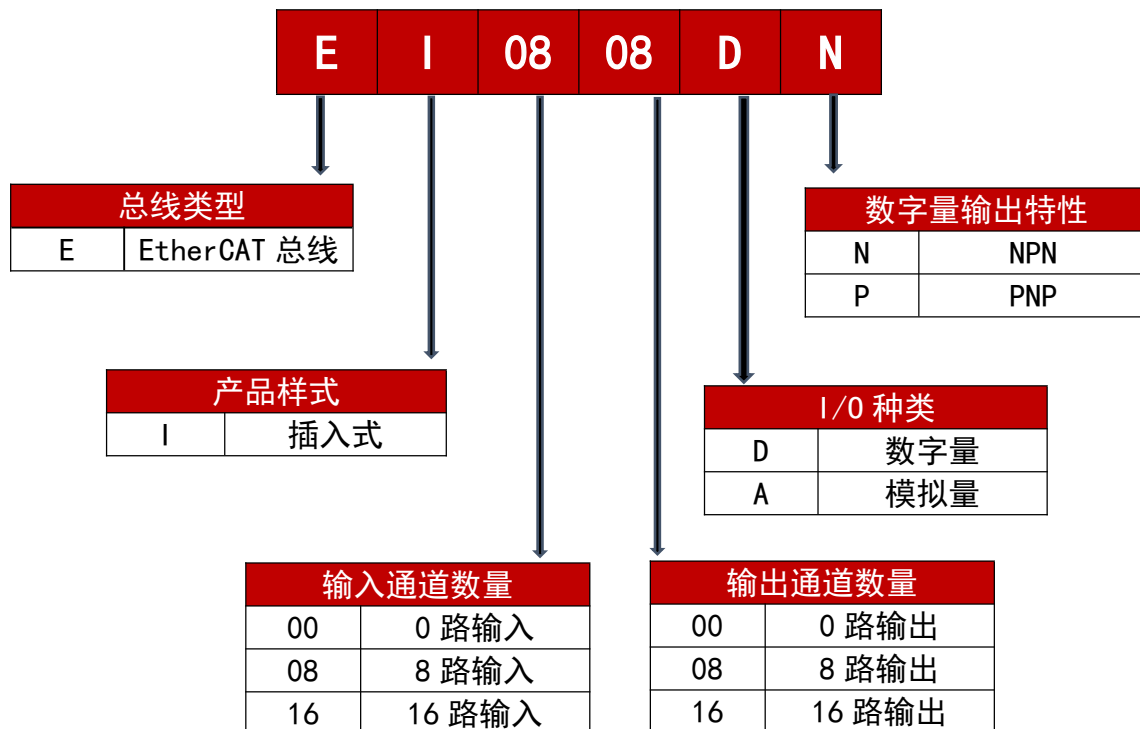 E I 08 08 D N
总线类型
E EtherCAT 总线
数字量输出特性
N NPN
P PNP
产品样式
I 插入式
I/O 种类
D 数字量
A 模拟量
输入通道数量
00 0 路输入
08 8 路输入
16 16 路输入
输出通道数量
00 0 路输出
08 8 路输出
16 16 路输出